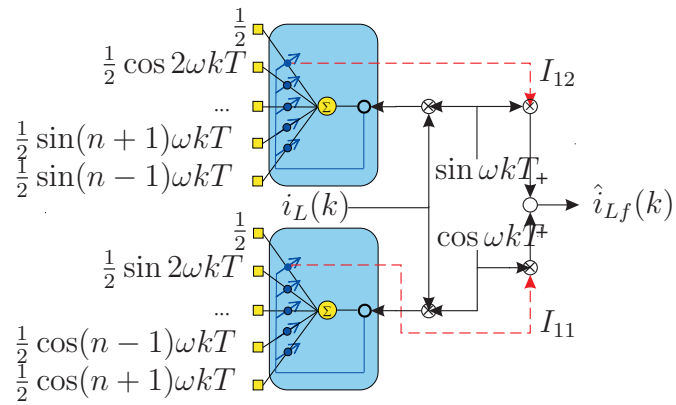 1/2
1/2 cos 2ωkT
...
1/2 sin(n + 1)ωkT
1/2 sin(n − 1)ωkT
Σ
I₁₂
sin ωkT +
i_L(k)
î_Lf(k)
cos ωkT +
1/2
1/2 sin 2ωkT
...
1/2 cos(n − 1)ωkT
1/2 cos(n + 1)ωkT
Σ
I₁₁